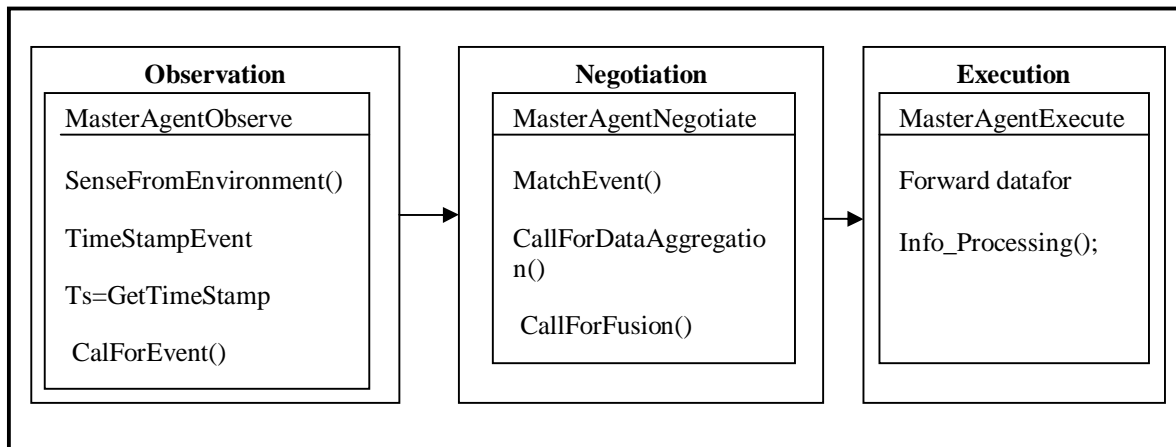 Observation
MasterAgentObserve
SenseFromEnvironment()
TimeStampEvent
Ts=GetTimeStamp
CalForEvent()
Negotiation
MasterAgentNegotiate
MatchEvent()
CallForDataAggregatio
n()
CallForFusion()
Execution
MasterAgentExecute
Forward datafor
Info_Processing();